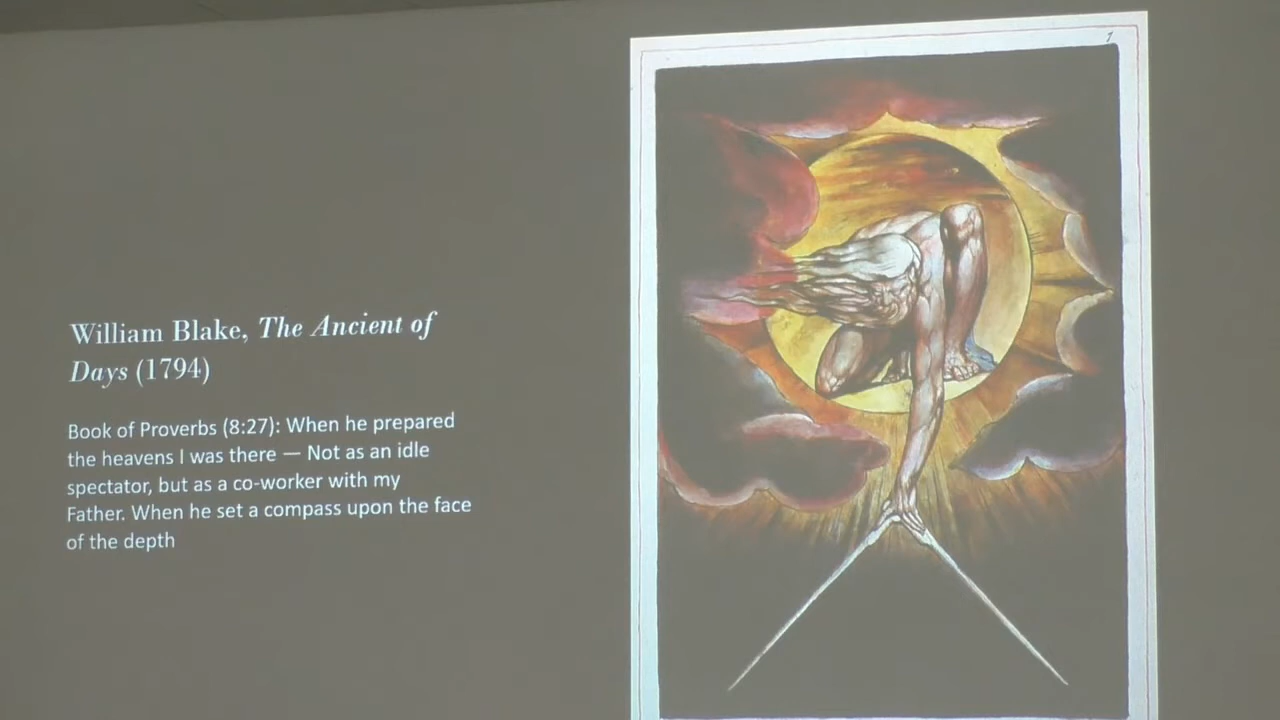 William Blake, The Ancient of
Days (1794)
Book of Proverbs (8:27): When he prepared
the heavens I was there — Not as an idle
spectator, but as a co-worker with my
Father. When he set a compass upon the face
of the depth
1